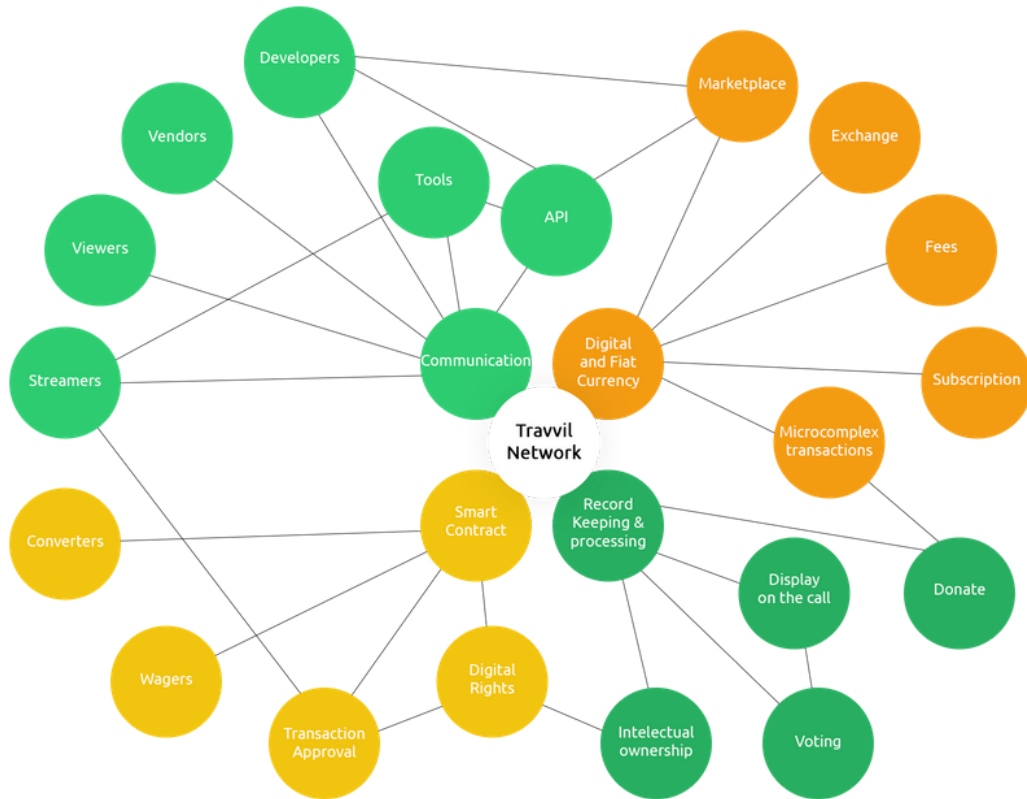 Developers
Marketplace
Vendors
Exchange
Tools
API
Viewers
Fees
Communication
Digital
and Fiat
Currency
Streamers
Subscription
Travvil
Network
Microcomplex
transactions
Smart
Contract
Record
Keeping &
processing
Converters
Display
on the call
Donate
Wagers
Digital
Rights
Transaction
Approval
Intelectual
ownership
Voting